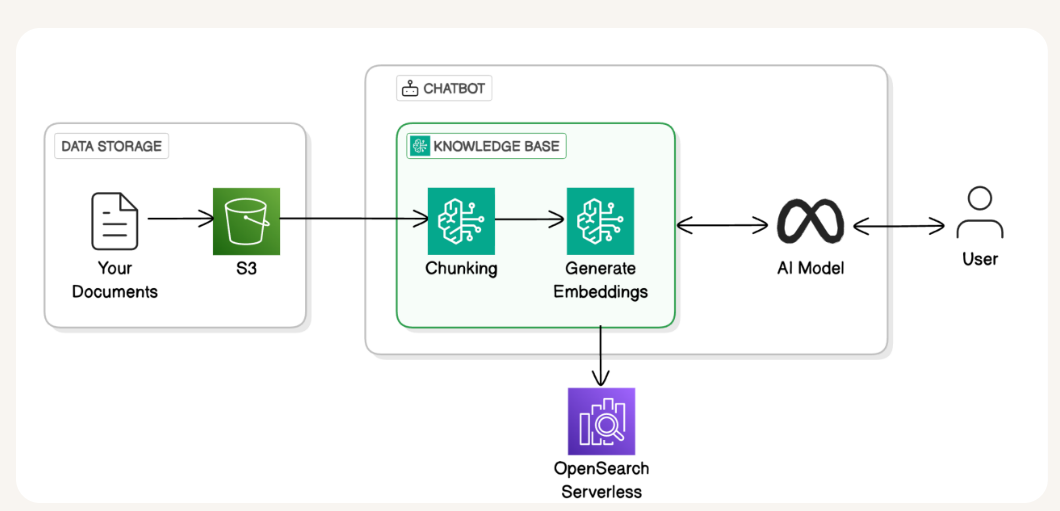 CHATBOT
DATA STORAGE
KNOWLEDGE BASE
Your
Documents
S3
Chunking
Generate
Embeddings
AI Model
User
OpenSearch
Serverless